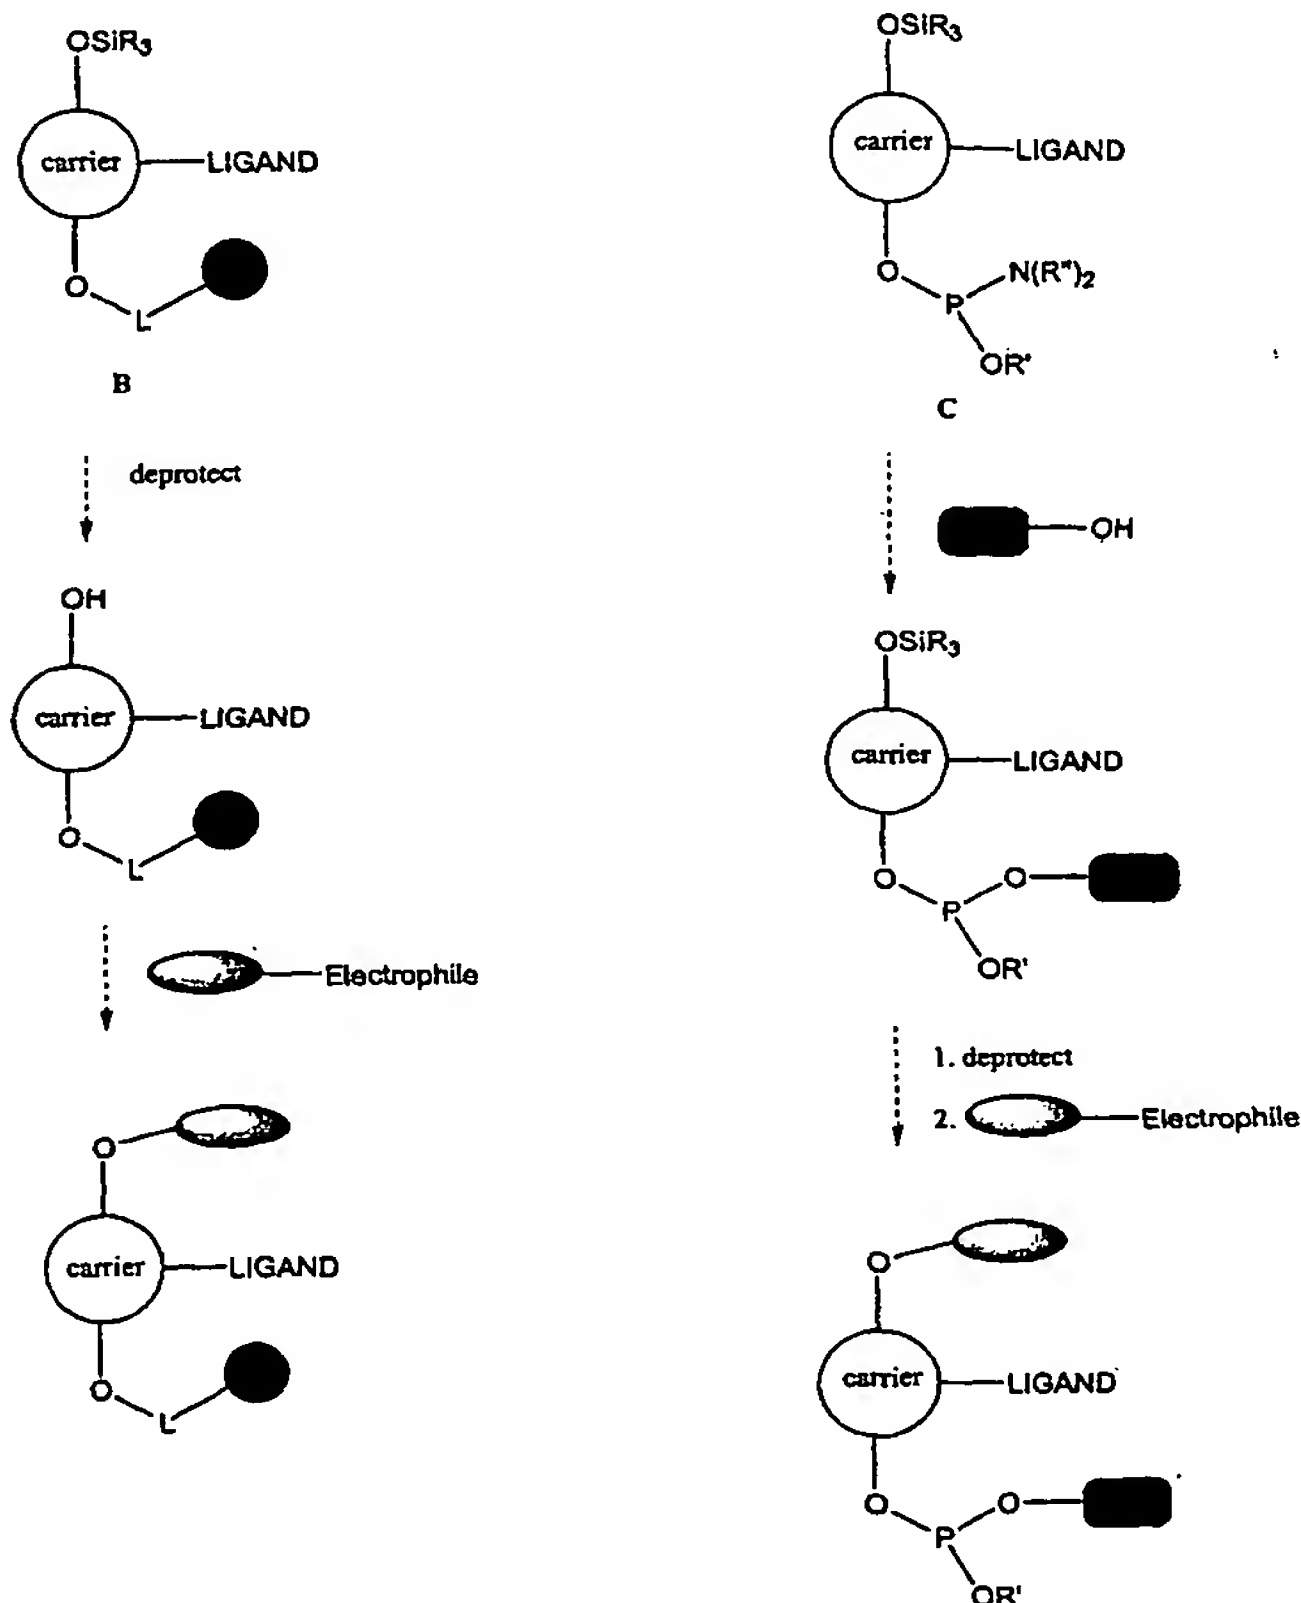 OSiR3
carrier
LIGAND
O
L
B
deprotect
OH
carrier
LIGAND
O
L
Electrophile
O
carrier
LIGAND
O
L
OSiR3
carrier
LIGAND
O
P
N(R")2
OR'
C
OH
OSiR3
carrier
LIGAND
O
P
O
OR'
1. deprotect
2.
Electrophile
O
carrier
LIGAND
O
P
O
OR'